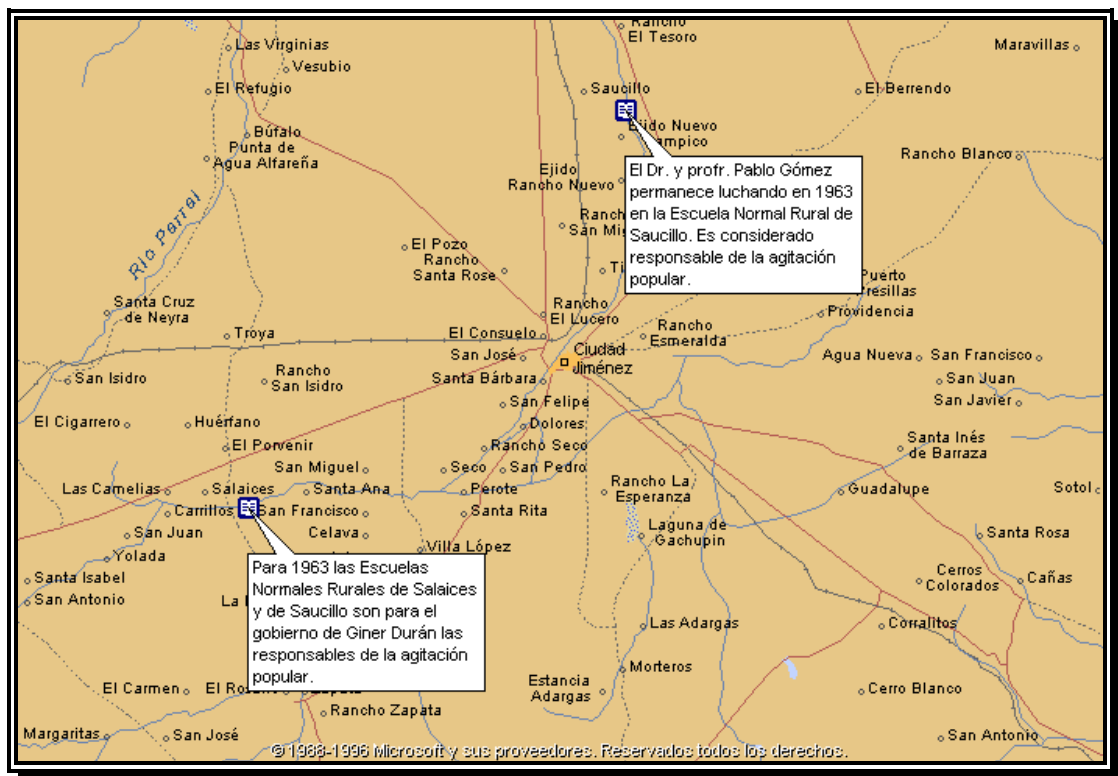 Rancho
El Tesoro
Las Virginias
Maravillas
Vesubio
El Refugio
Saucillo
El Berrendo
Búfalo
Ejido Nuevo
Punta de
Agua Alfareña
Rancho Blanco
Ejido
Rancho Nuevo
El Dr. y profr. Pablo Gómez
permanece luchando en 1963
en la Escuela Normal Rural de
Saucillo. Es considerado
responsable de la agitación
popular.
Río Parral
El Pozo
Rancho
Santa Rose
Puerto
Santa Cruz
de Neyra
Rancho
El Lucero
Providencia
Troya
El Consuelo
Rancho
Esmeralda
San José
Ciudad
Jiménez
Agua Nueva
San Francisco
San Isidro
Rancho
San Isidro
Santa Bárbara
San Juan
San Felipe
San Javier
El Cigarrero
Huérfano
Dolores
El Porvenir
Rancho Seco
Santa Inés
de Barraza
San Miguel
Seco
San Pedro
Las Camelias
Salaices
Santa Ana
Perote
Rancho La
Esperanza
Guadalupe
Sotol
Carrillos
San Francisco
Santa Rita
San Juan
Celava
Laguna de
Gachupin
Santa Rosa
Yolada
Villa López
Para 1963 las Escuelas
Normales Rurales de Salaices
y de Saucillo son para el
gobierno de Giner Durán las
responsables de la agitación
popular.
Santa Isabel
Cerros
Colorados
Cañas
San Antonio
La
Las Adargas
Corralitos
Morteros
El Carmen
El
Estancia
Adargas
Cerro Blanco
Rancho Zapata
Margaritas
San José
San Antonio
©1988-1996 Microsoft y sus proveedores. Reservados todos los derechos.